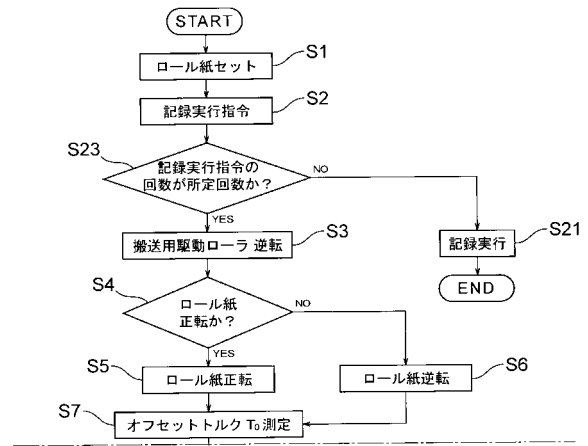 START
S1
ロール紙セット
S2
記録実行指令
S23
記録実行指令の
回数が所定回数か？
NO
YES
S3
搬送用駆動ローラ 逆転
S21
記録実行
END
S4
ロール紙
正転か？
NO
YES
S5
ロール紙正転
S6
ロール紙逆転
S7
オフセットトルクT₀測定